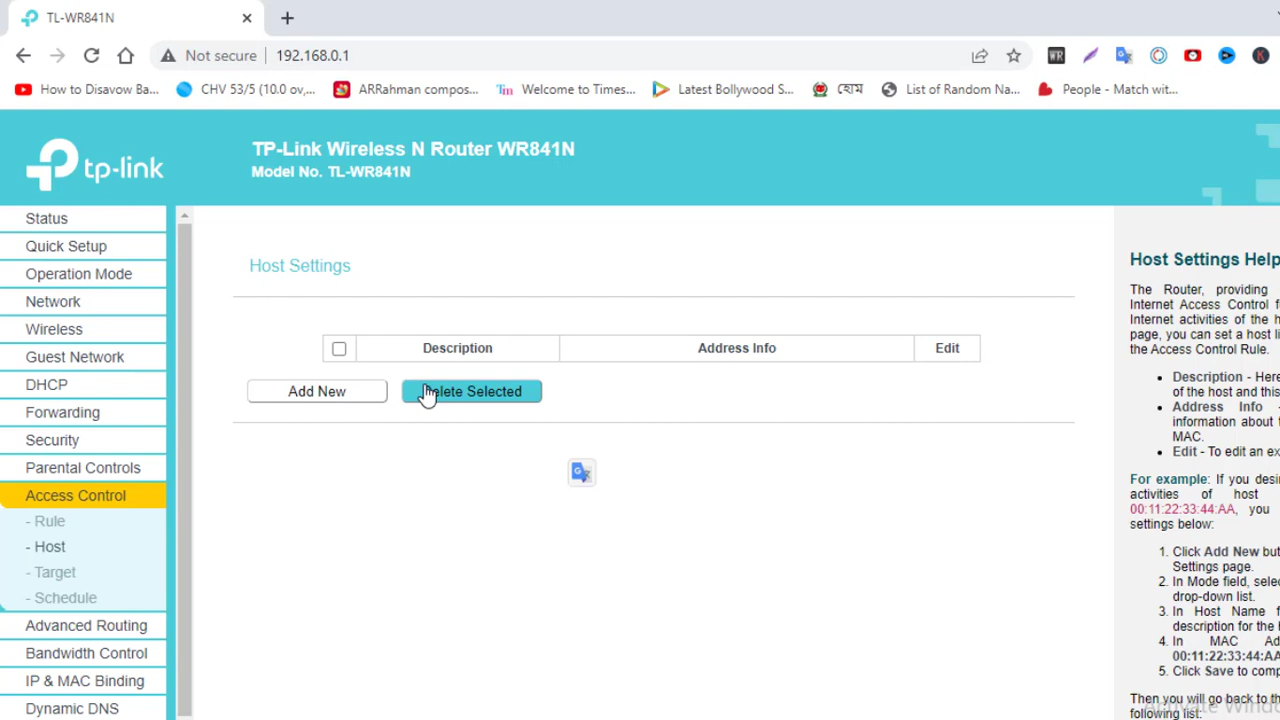 TL-WR841N
Not secure
192.168.0.1
How to Disavow Ba...
CHV 53/5 (10.0 ov,...
ARRahman compos...
Tim
Welcome to Times...
Latest Bollywood S...
হোম
List of Random Na...
People - Match wit...
tp-link
TP-Link Wireless N Router WR841N
Model No. TL-WR841N
Status
Quick Setup
Operation Mode
Network
Wireless
Guest Network
DHCP
Forwarding
Security
Parental Controls
Access Control
- Rule
- Host
- Target
- Schedule
Advanced Routing
Bandwidth Control
IP & MAC Binding
Dynamic DNS
Host Settings
Description
Address Info
Edit
Add New
Delete Selected
Host Settings Help
The Router, providing
Internet Access Control f
Internet activities of the h
page, you can set a host li
the Access Control Rule.
• Description - Here
of the host and this
• Address Info -
information about t
MAC.
• Edit - To edit an ex
For example: If you desi
activities of host
00:11:22:33:44:AA, you
settings below:
1. Click Add New but
Settings page.
2. In Mode field, selec
drop-down list.
3. In Host Name f
description for the h
4. In MAC Ad
00:11:22:33:44:AA
5. Click Save to comp
Then you will go back to th
following list:
Activate Windo